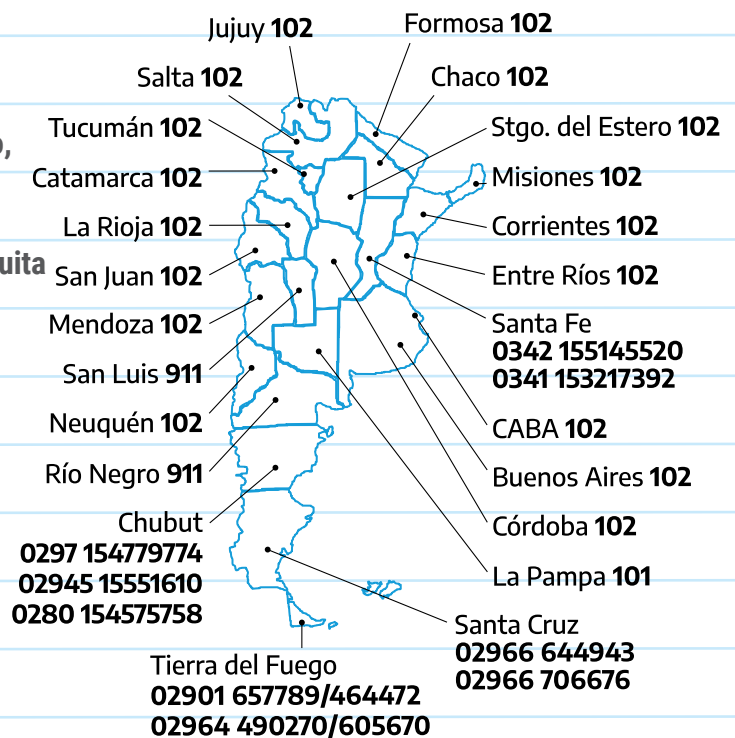 Jujuy 102
Formosa 102
Salta 102
Chaco 102
Tucumán 102
Stgo. del Estero 102
Catamarca 102
Misiones 102
La Rioja 102
Corrientes 102
uita
San Juan 102
Entre Ríos 102
Mendoza 102
Santa Fe
0342 155145520
0341 153217392
San Luis 911
Neuquén 102
CABA 102
Río Negro 911
Buenos Aires 102
Chubut
0297 154779774
02945 15551610
0280 154575758
Córdoba 102
La Pampa 101
Santa Cruz
02966 644943
02966 706676
Tierra del Fuego
02901 657789/464472
02964 490270/605670